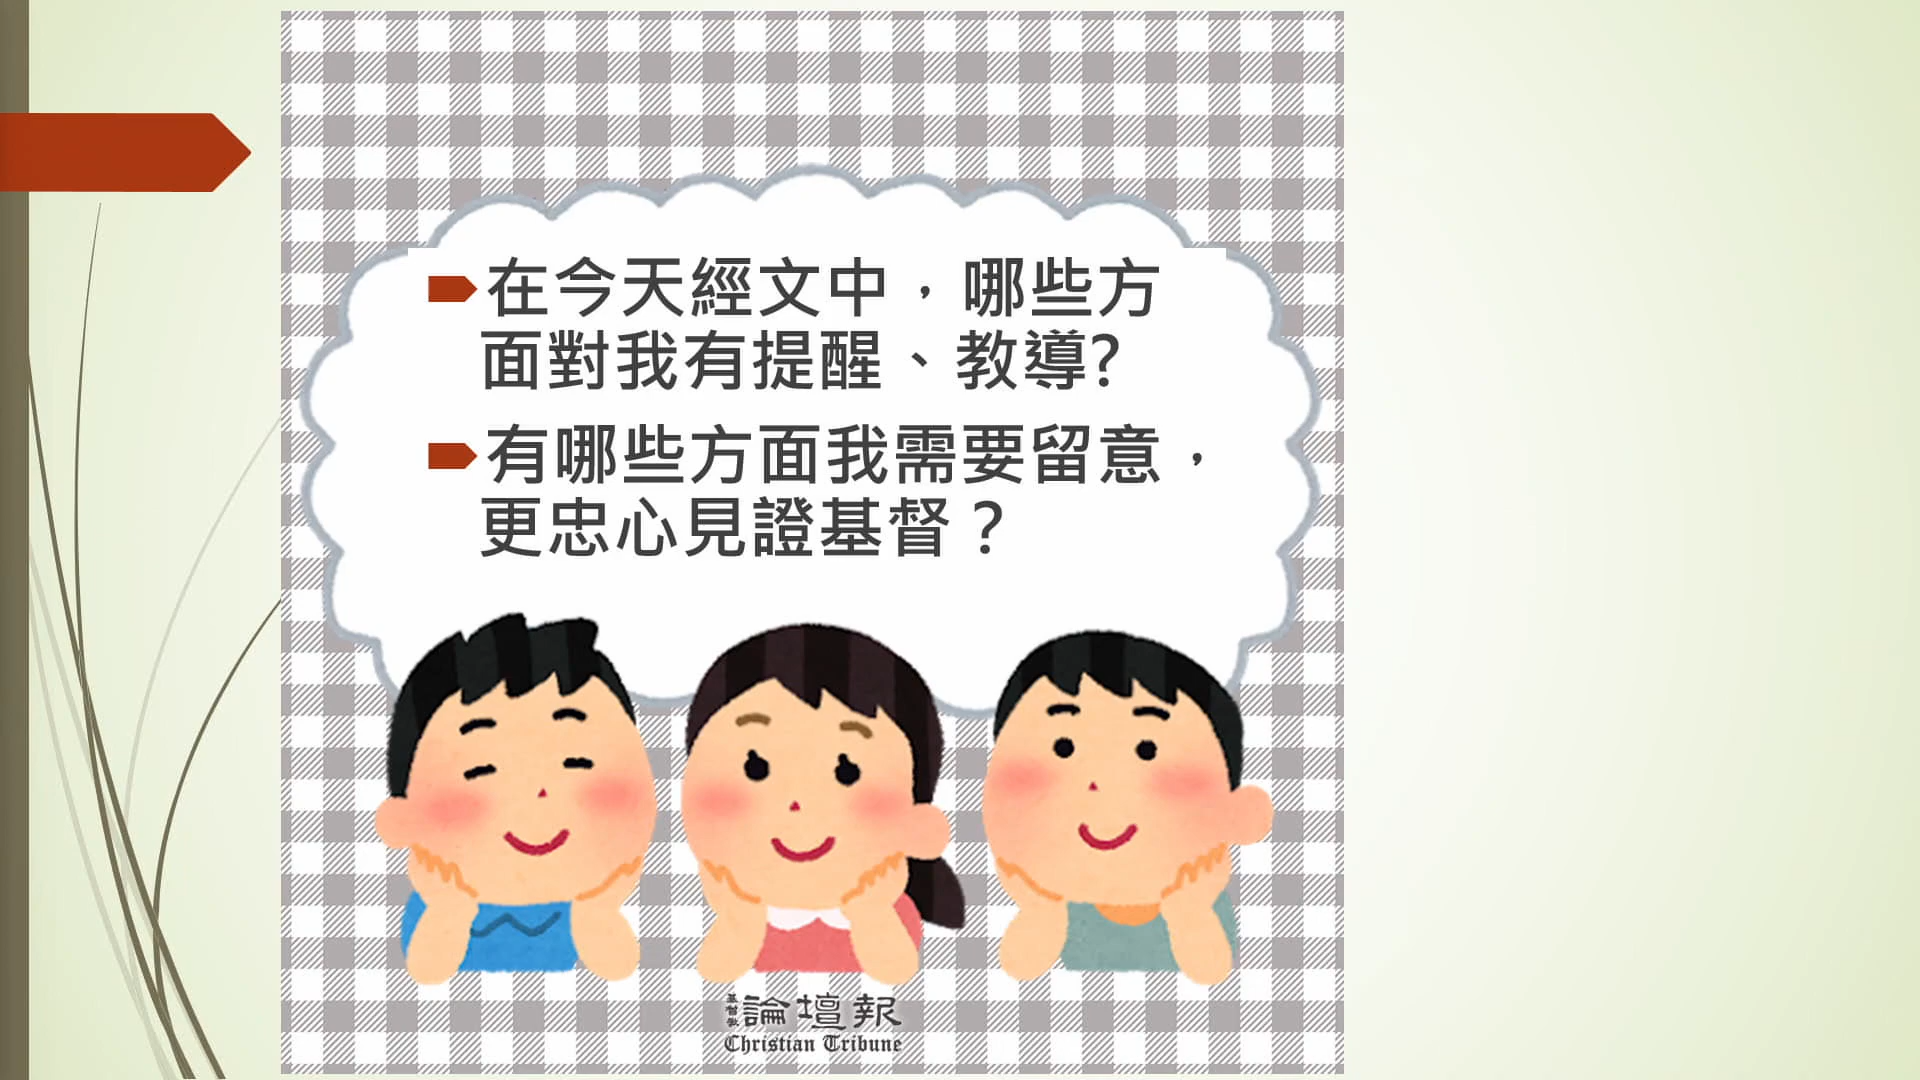 在今天經文中，哪些方
面對我有提醒、教導?
有哪些方面我需要留意，
更忠心見證基督？
基督教論壇報
Christian Tribune